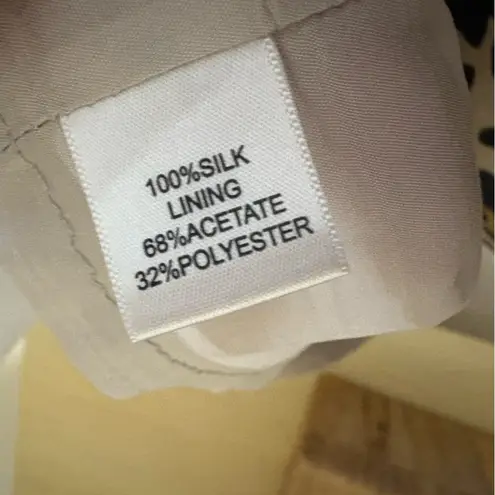 100%SILK
LINING
68%ACETATE
32%POLYESTER